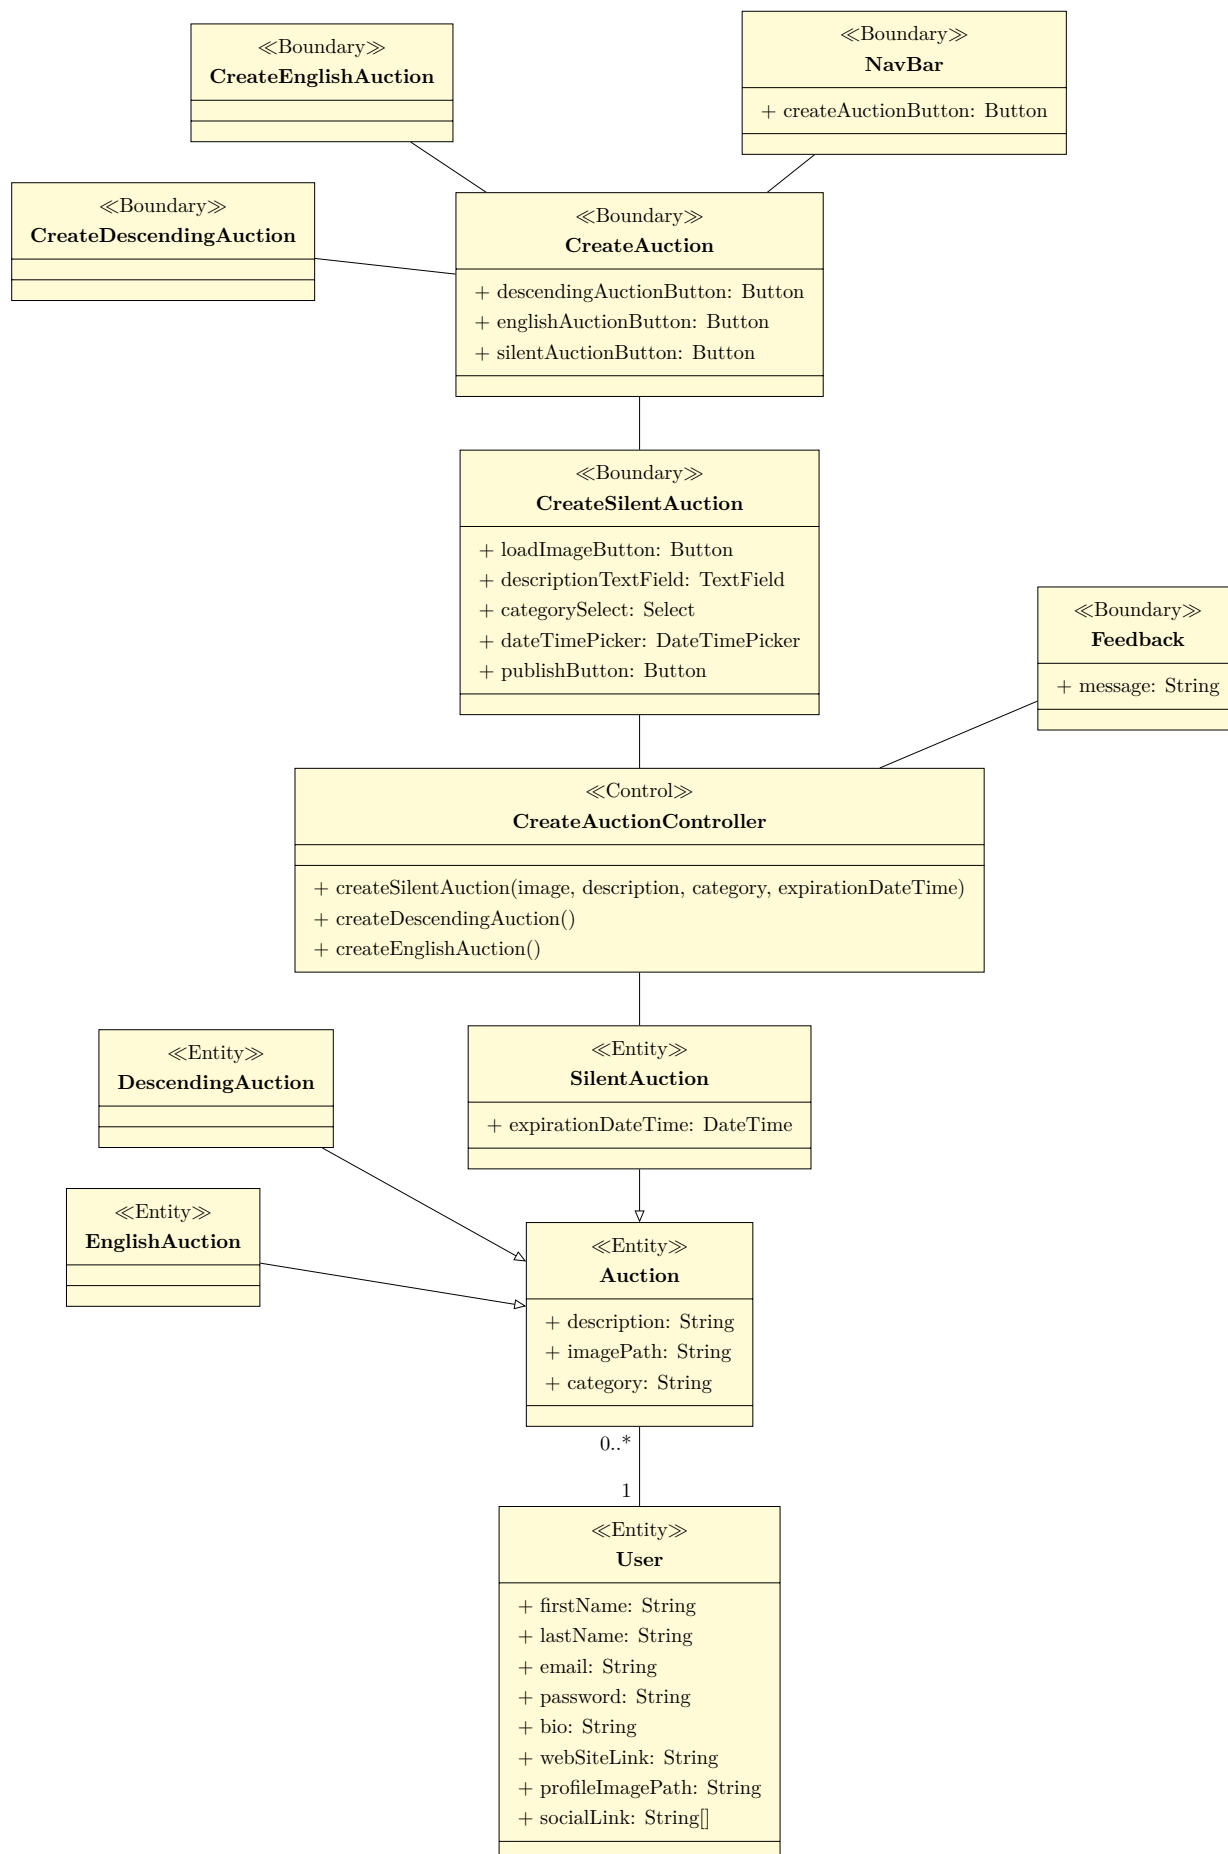 ≪Boundary≫
CreateEnglishAuction
≪Boundary≫
NavBar
+ createAuctionButton: Button
≪Boundary≫
CreateDescendingAuction
≪Boundary≫
CreateAuction
+ descendingAuctionButton: Button
+ englishAuctionButton: Button
+ silentAuctionButton: Button
≪Boundary≫
CreateSilentAuction
+ loadImageButton: Button
+ descriptionTextField: TextField
+ categorySelect: Select
+ dateTimePicker: DateTimePicker
+ publishButton: Button
≪Boundary≫
Feedback
+ message: String
≪Control≫
CreateAuctionController
+ createSilentAuction(image, description, category, expirationDateTime)
+ createDescendingAuction()
+ createEnglishAuction()
≪Entity≫
DescendingAuction
≪Entity≫
SilentAuction
+ expirationDateTime: DateTime
≪Entity≫
EnglishAuction
≪Entity≫
Auction
+ description: String
+ imagePath: String
+ category: String
0..*
1
≪Entity≫
User
+ firstName: String
+ lastName: String
+ email: String
+ password: String
+ bio: String
+ webSiteLink: String
+ profileImagePath: String
+ socialLink: String[]